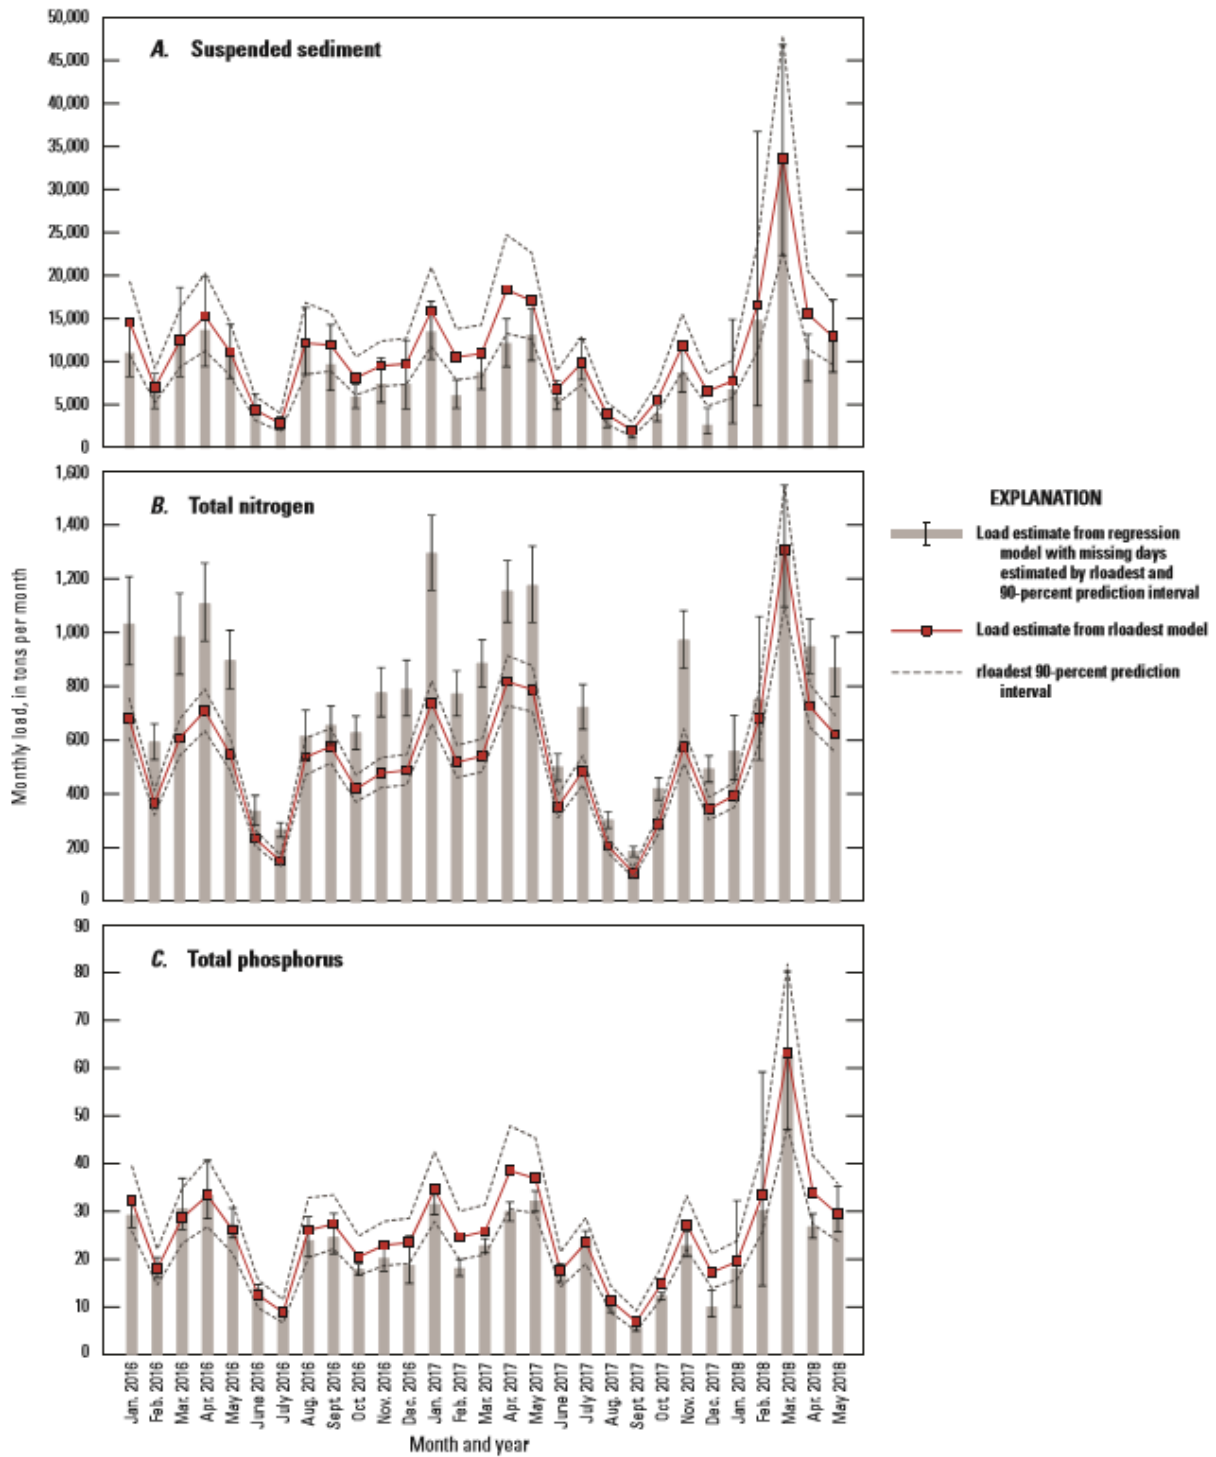 50,000
A. Suspended sediment
45,000
40,000
35,000
30,000
25,000
20,000
15,000
10,000
5,000
0
1,600
B. Total nitrogen
1,400
1,200
1,000
800
600
400
200
0
Monthly load, in tons per month
EXPLANATION
Load estimate from regression
model with missing days
estimated by rloadest and
90-percent prediction interval
Load estimate from rloadest model
rloadest 90-percent prediction
interval
90
C. Total phosphorus
80
70
60
50
40
30
20
10
0
Jan. 2016
Feb. 2016
Mar. 2016
Apr. 2016
May 2016
June 2016
July 2016
Aug. 2016
Sept. 2016
Oct. 2016
Nov. 2016
Dec. 2016
Jan. 2017
Feb. 2017
Mar. 2017
Apr. 2017
May 2017
June 2017
July 2017
Aug. 2017
Sept. 2017
Oct. 2017
Nov. 2017
Dec. 2017
Jan. 2018
Feb. 2018
Mar. 2018
Apr. 2018
May 2018
Month and year